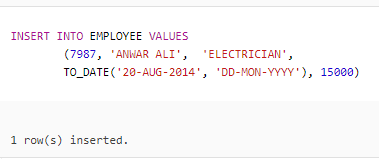 INSERT INTO EMPLOYEE VALUES
(7987, 'ANWAR ALI', 'ELECTRICIAN',
TO_DATE('20-AUG-2014', 'DD-MON-YYYY'), 15000)
1 row(s) inserted.